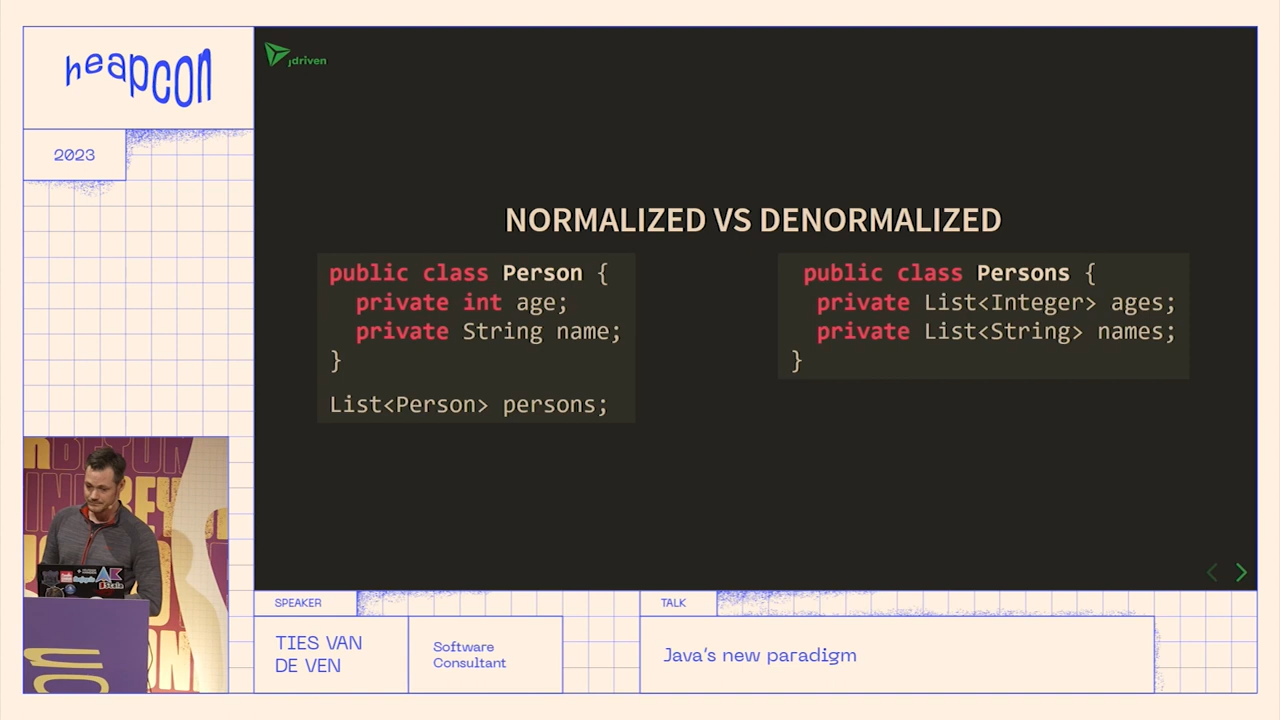 heapcon
2023
jdriven
NORMALIZED VS DENORMALIZED
public class Person {
private int age;
private String name;
}
List<Person> persons;
public class Persons {
private List<Integer> ages;
private List<String> names;
}
SPEAKER
TIES VAN
DE VEN
Software
Consultant
TALK
Java's new paradigm